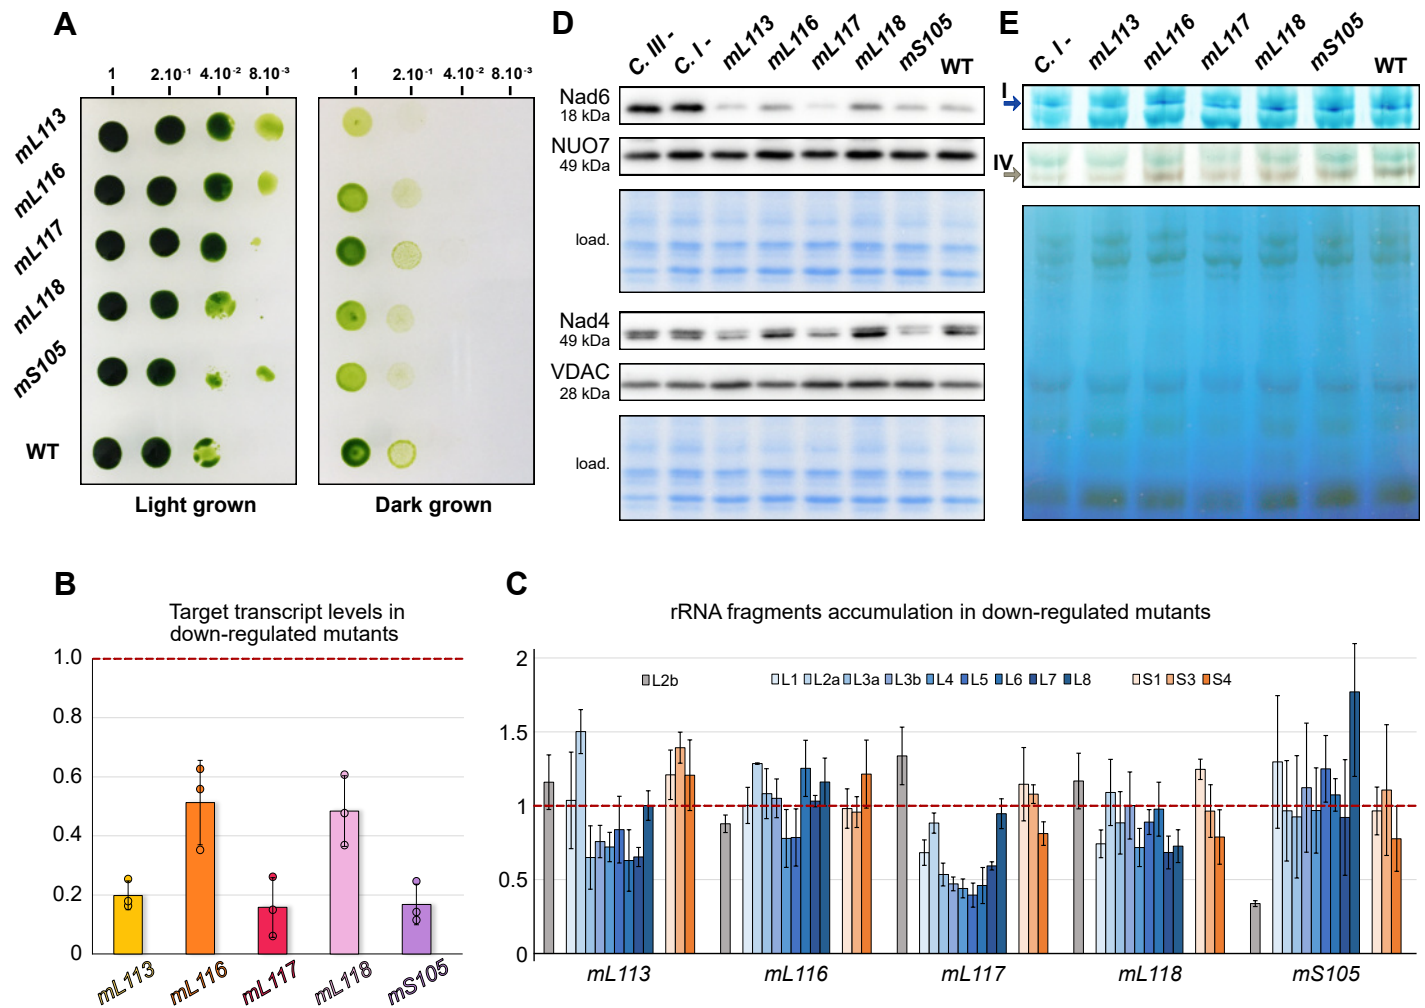 A
1 2.10⁻¹ 4.10⁻² 8.10⁻³
1 2.10⁻¹ 4.10⁻² 8.10⁻³
mL113
mL116
mL117
mL118
mS105
WT
Light grown
Dark grown
D
C. III - C. I - mL113 mL116 mL117 mL118 mS105 WT
Nad6
18 kDa
NUO7
49 kDa
load.
Nad4
49 kDa
VDAC
28 kDa
load.
E
C. I - mL113 mL116 mL117 mL118 mS105 WT
I
IV
B
Target transcript levels in
down-regulated mutants
1.0
0.8
0.6
0.4
0.2
0
mL113 mL116 mL117 mL118 mS105
C
rRNA fragments accumulation in down-regulated mutants
L2b L1 L2a L3a L3b L4 L5 L6 L7 L8 S1 S3 S4
2
1.5
1
0.5
0
mL113 mL116 mL117 mL118 mS105